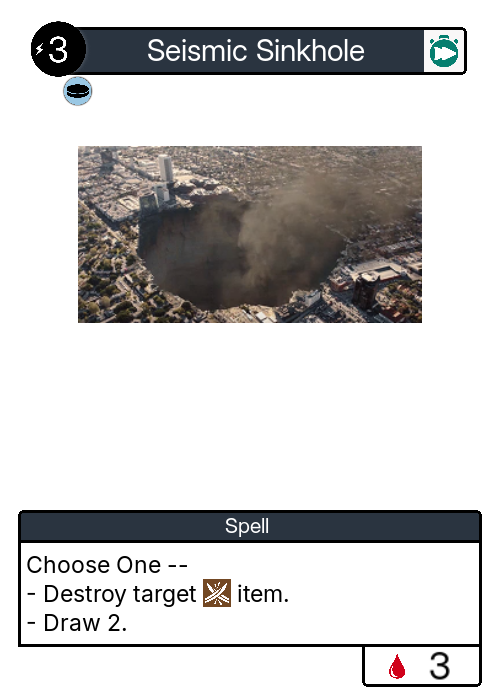 3 Seismic Sinkhole
Spell
Choose One --
- Destroy target item.
- Draw 2.
3